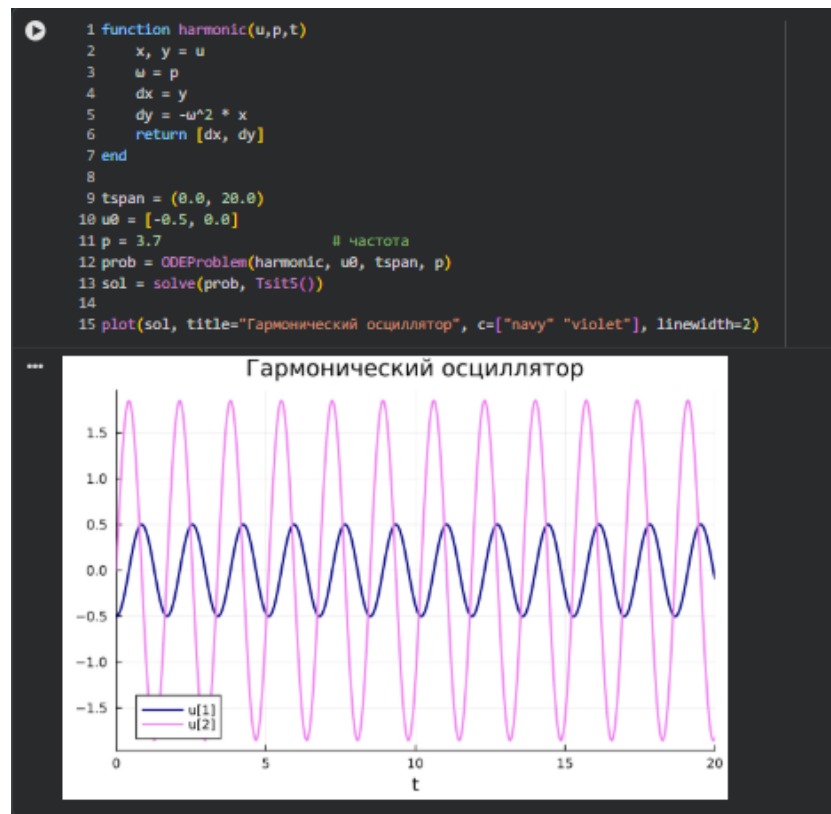 1 function harmonic(u,p,t)
2     x, y = u
3     ω = p
4     dx = y
5     dy = -ω^2 * x
6     return [dx, dy]
7 end
8
9 tspan = (0.0, 20.0)
10 u0 = [-0.5, 0.0]
11 p = 3.7                 # частота
12 prob = ODEProblem(harmonic, u0, tspan, p)
13 sol = solve(prob, Tsit5())
14
15 plot(sol, title="Гармонический осциллятор", c=["navy" "violet"], linewidth=2)
Гармонический осциллятор
1.5
1.0
0.5
0.0
−0.5
−1.0
−1.5
u[1]
u[2]
0 5 10 15 20
t